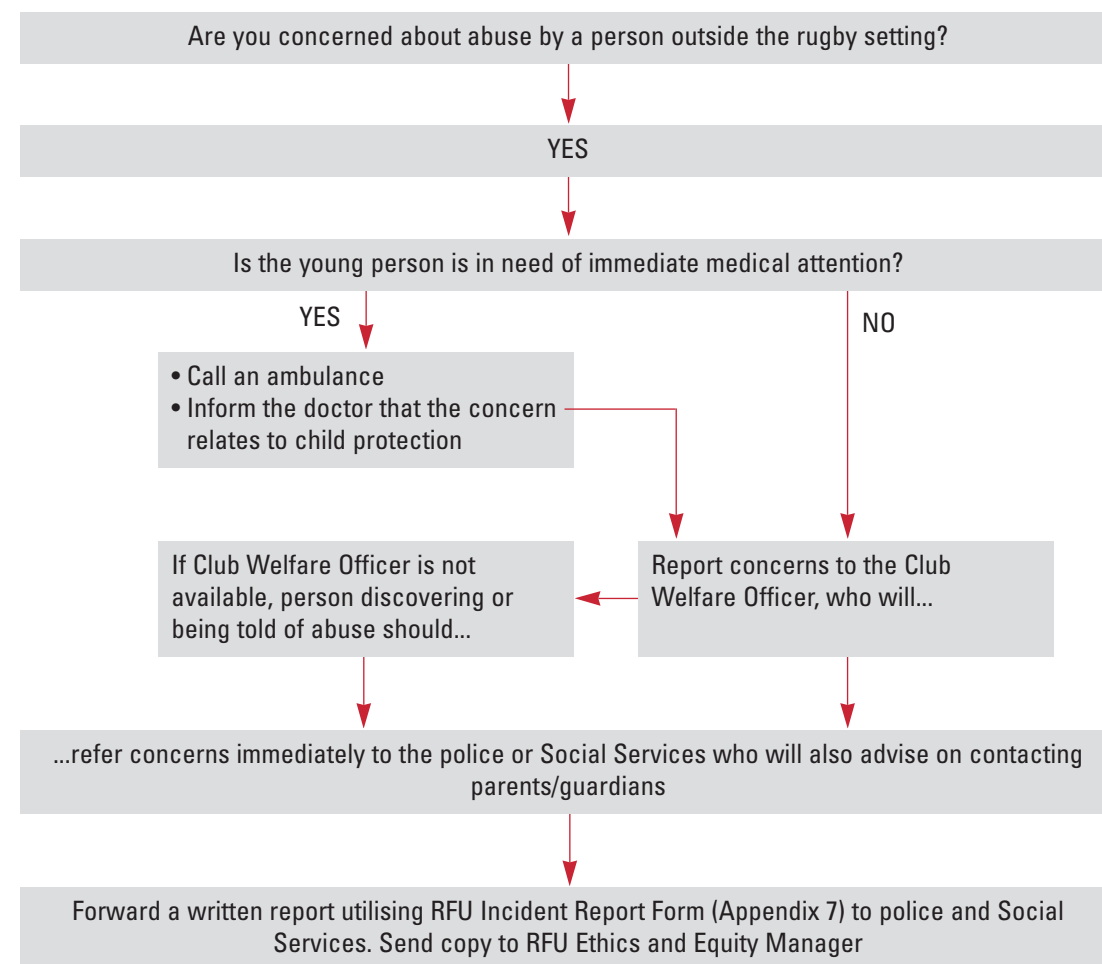 Are you concerned about abuse by a person outside the rugby setting?
YES
Is the young person is in need of immediate medical attention?
YES
NO
• Call an ambulance
• Inform the doctor that the concern
relates to child protection
If Club Welfare Officer is not
available, person discovering or
being told of abuse should...
Report concerns to the Club
Welfare Officer, who will...
...refer concerns immediately to the police or Social Services who will also advise on contacting
parents/guardians
Forward a written report utilising RFU Incident Report Form (Appendix 7) to police and Social
Services. Send copy to RFU Ethics and Equity Manager